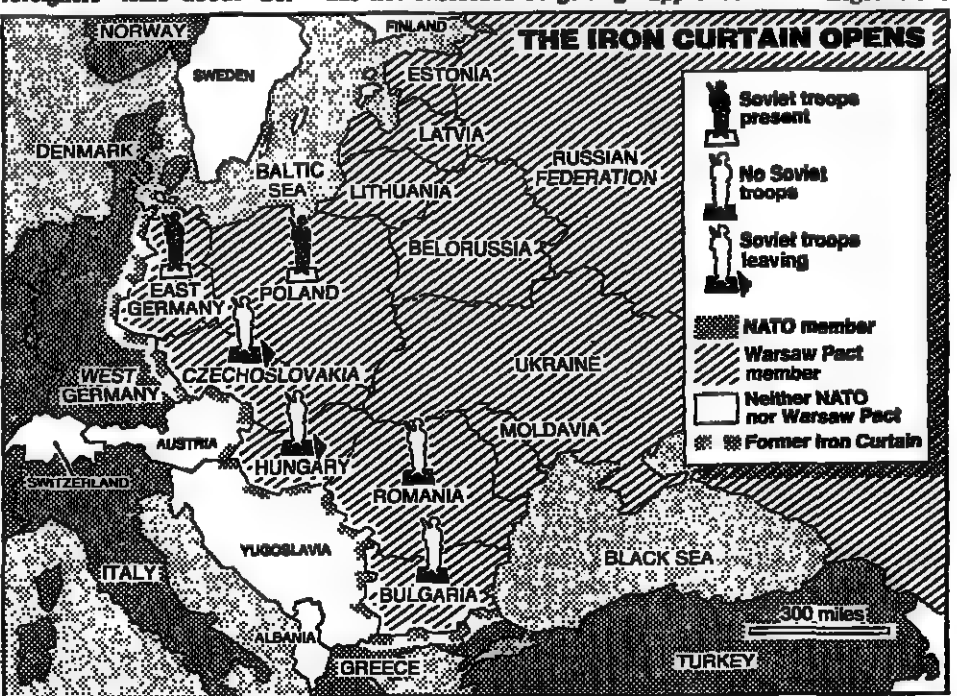 THE IRON CURTAIN OPENS
NORWAY
FINLAND
SWEDEN
ESTONIA
LATVIA
DENMARK
BALTIC
SEA
LITHUANIA
RUSSIAN
FEDERATION
BELORUSSIA
EAST
GERMANY
POLAND
WEST
GERMANY
CZECHOSLOVAKIA
UKRAINE
MOLDAVIA
AUSTRIA
SWITZERLAND
HUNGARY
ROMANIA
YUGOSLAVIA
ITALY
BULGARIA
BLACK SEA
ALBANIA
GREECE
TURKEY
300 miles
Soviet troops
present
No Soviet
troops
Soviet troops
leaving
NATO member
Warsaw Pact
member
Neither NATO
nor Warsaw Pact
Former Iron Curtain